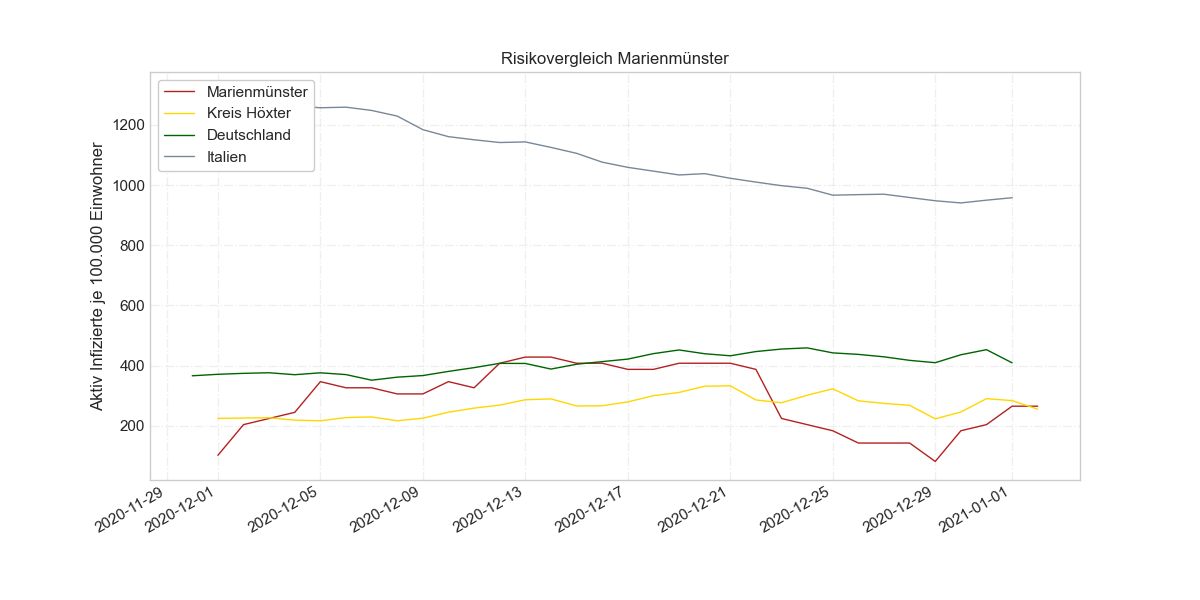 Risikovergleich Marienmünster
Marienmünster
Kreis Höxter
Deutschland
Italien
Aktiv Infizierte je 100.000 Einwohner
1200
1000
800
600
400
200
2020-11-29
2020-12-01
2020-12-05
2020-12-09
2020-12-13
2020-12-17
2020-12-21
2020-12-25
2020-12-29
2021-01-01